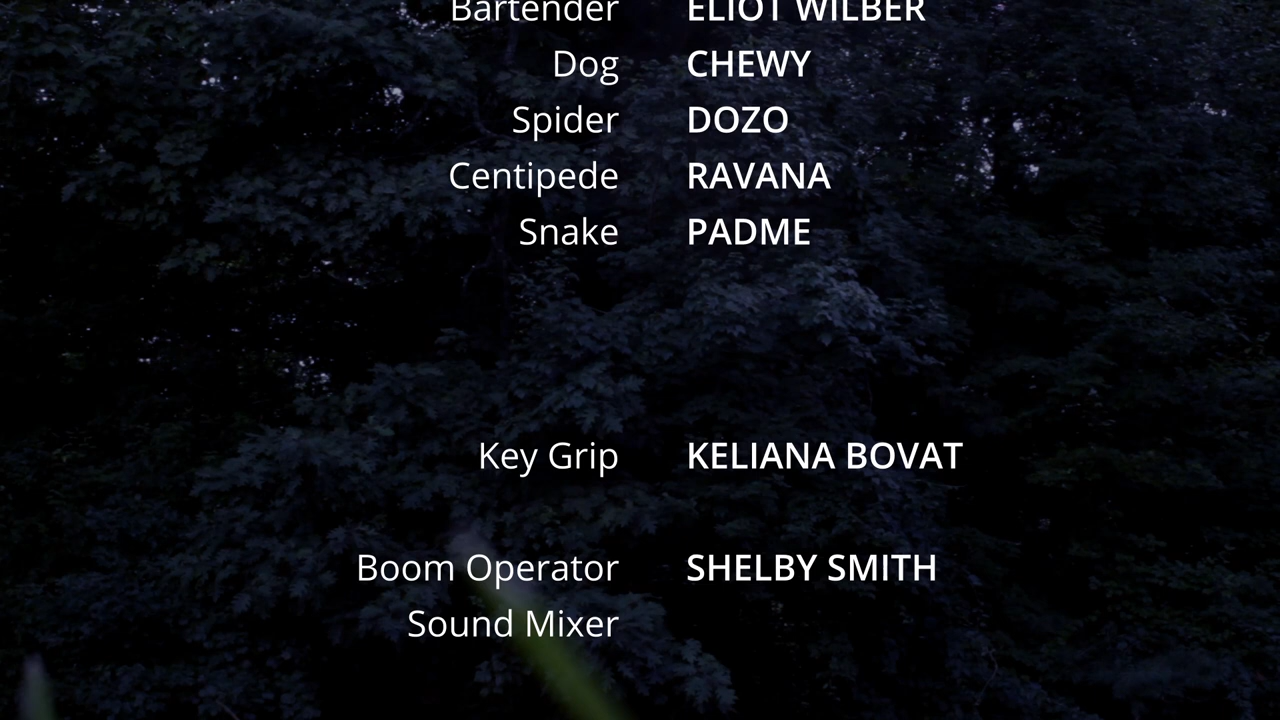 Bartender ELIOT WILBER
Dog CHEWY
Spider DOZO
Centipede RAVANA
Snake PADME
Key Grip KELIANA BOVAT
Boom Operator SHELBY SMITH
Sound Mixer